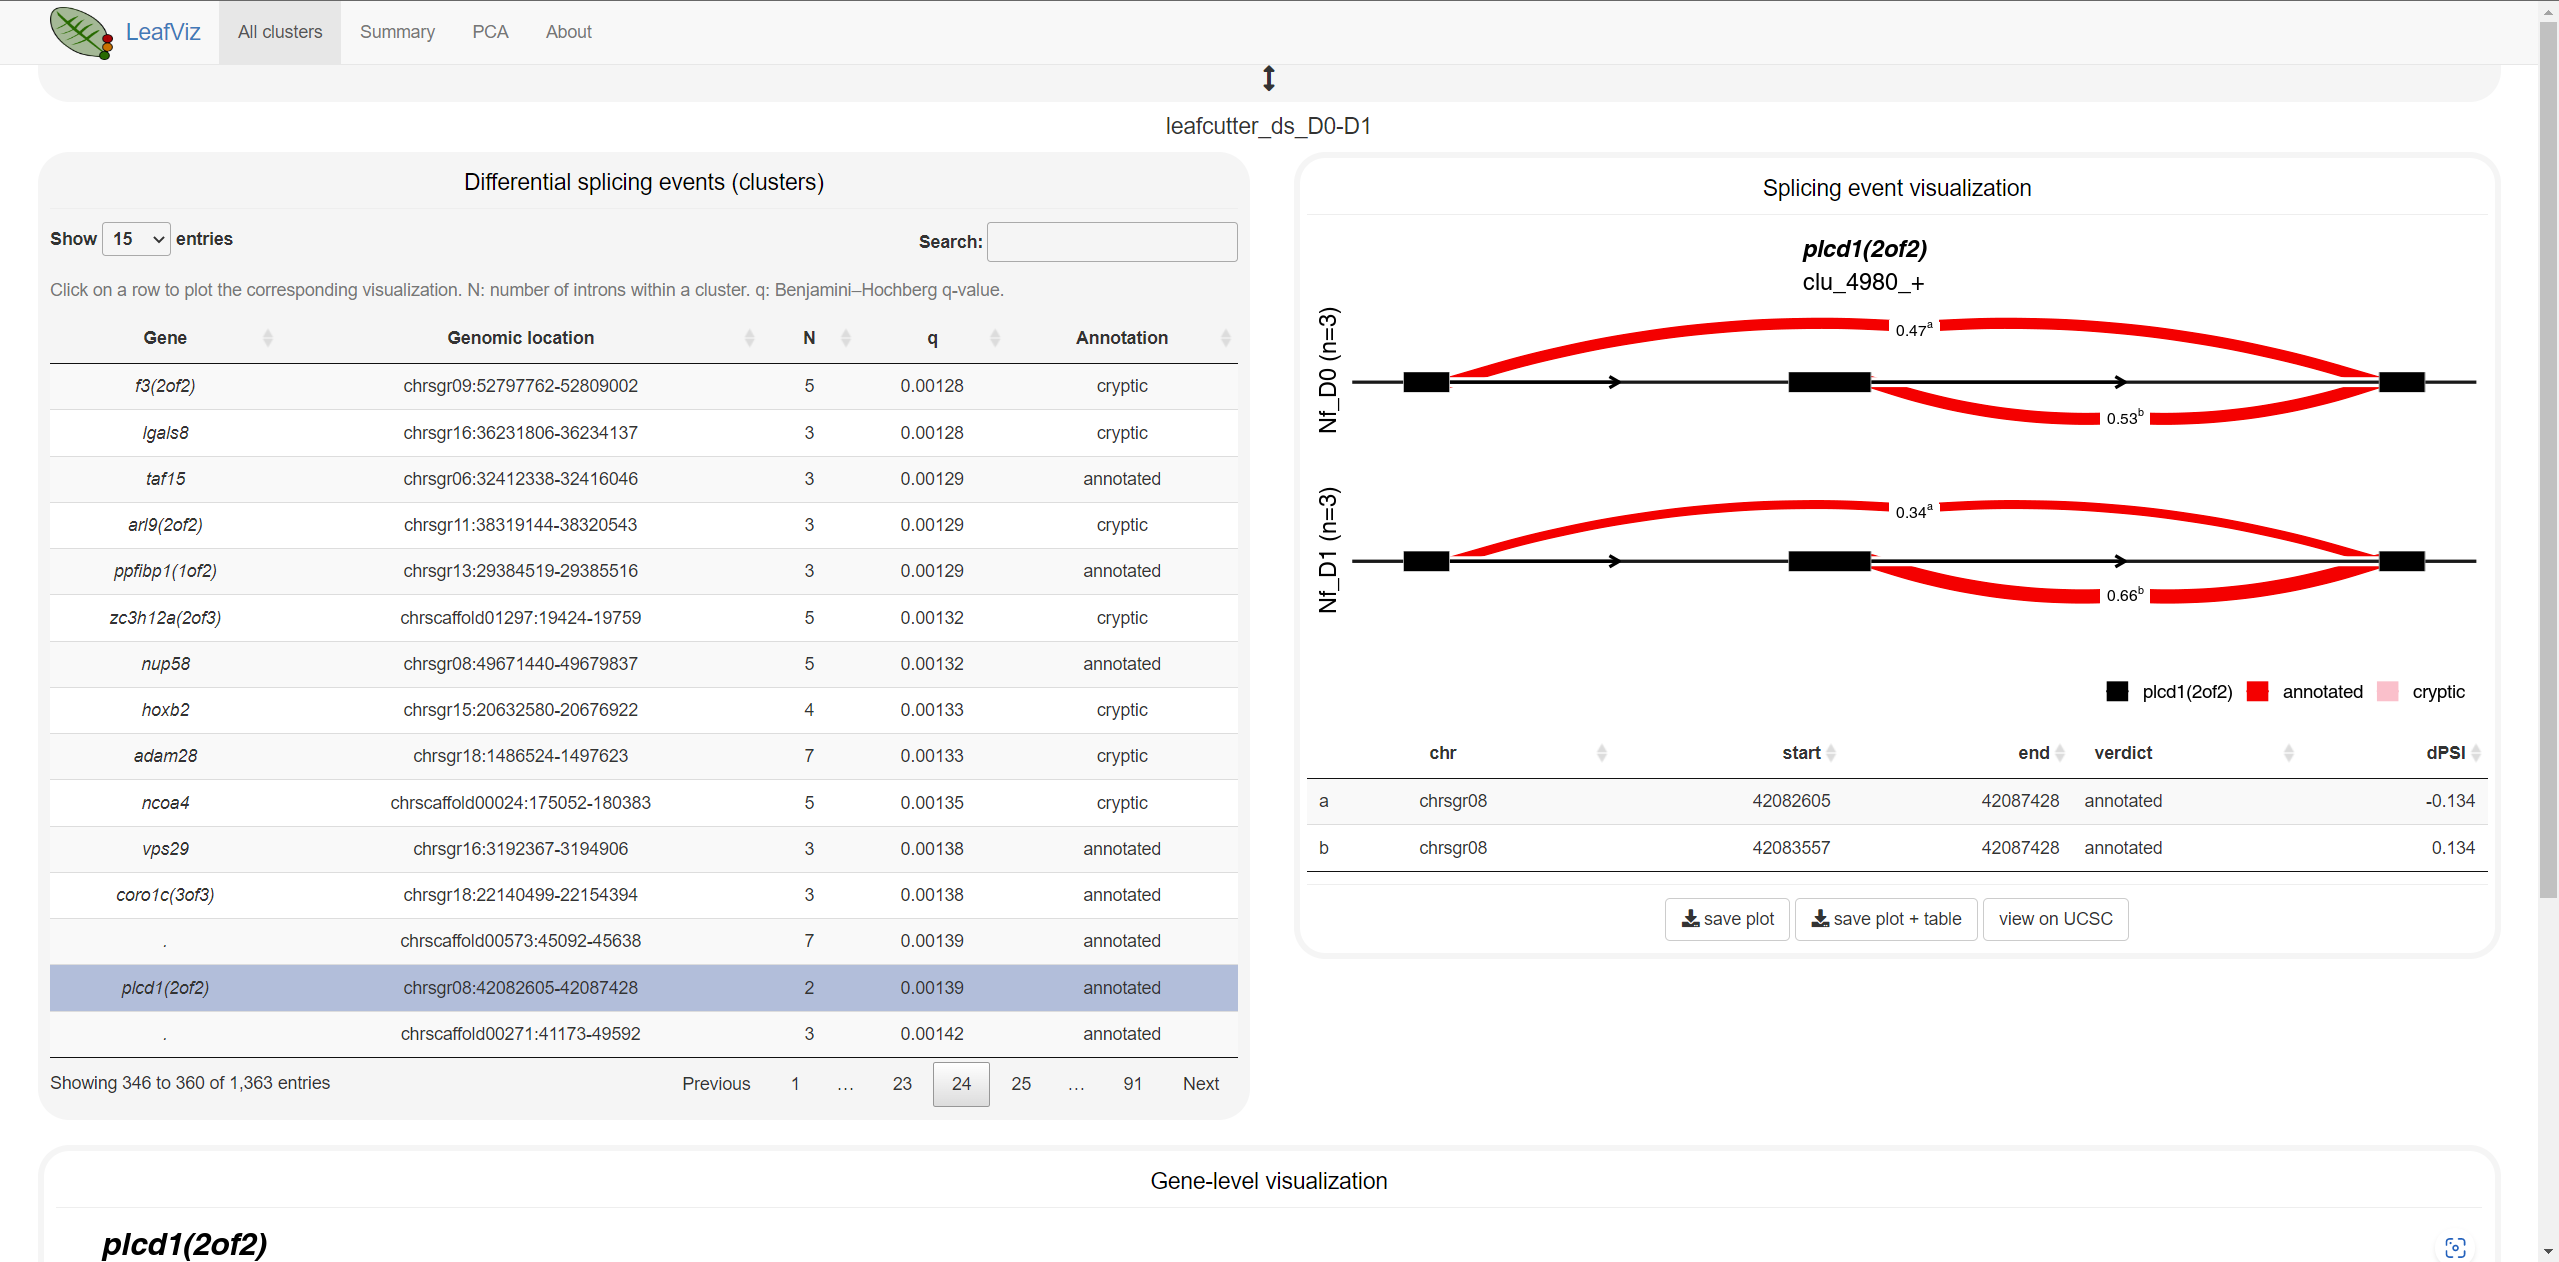 LeafViz All clusters Summary PCA About
leafcutter_ds_D0-D1
Differential splicing events (clusters)
Show 15 entries Search:
Click on a row to plot the corresponding visualization. N: number of introns within a cluster. q: Benjamini–Hochberg q-value.
Gene Genomic location N q Annotation
f3(2of2) chrsgr09:52797762-52809002 5 0.00128 cryptic
lgals8 chrsgr16:36231806-36234137 3 0.00128 cryptic
taf15 chrsgr06:32412338-32416046 3 0.00129 annotated
arl9(2of2) chrsgr11:38319144-38320543 3 0.00129 cryptic
ppfibp1(1of2) chrsgr13:29384519-29385516 3 0.00129 annotated
zc3h12a(2of3) chrscaffold01297:19424-19759 5 0.00132 cryptic
nup58 chrsgr08:49671440-49679837 5 0.00132 annotated
hoxb2 chrsgr15:20632580-20676922 4 0.00133 cryptic
adam28 chrsgr18:1486524-1497623 7 0.00133 cryptic
ncoa4 chrscaffold00024:175052-180383 5 0.00135 cryptic
vps29 chrsgr16:3192367-3194906 3 0.00138 annotated
coro1c(3of3) chrsgr18:22140499-22154394 3 0.00138 annotated
. chrscaffold00573:45092-45638 7 0.00139 annotated
plcd1(2of2) chrsgr08:42082605-42087428 2 0.00139 annotated
. chrscaffold00271:41173-49592 3 0.00142 annotated
Showing 346 to 360 of 1,363 entries Previous 1 … 23 24 25 … 91 Next
Splicing event visualization
plcd1(2of2)
clu_4980_+
Nf_D0 (n=3)
0.47a
0.53b
Nf_D1 (n=3)
0.34a
0.66b
plcd1(2of2) annotated cryptic
chr start end verdict dPSI
a chrsgr08 42082605 42087428 annotated -0.134
b chrsgr08 42083557 42087428 annotated 0.134
save plot save plot + table view on UCSC
Gene-level visualization
plcd1(2of2)